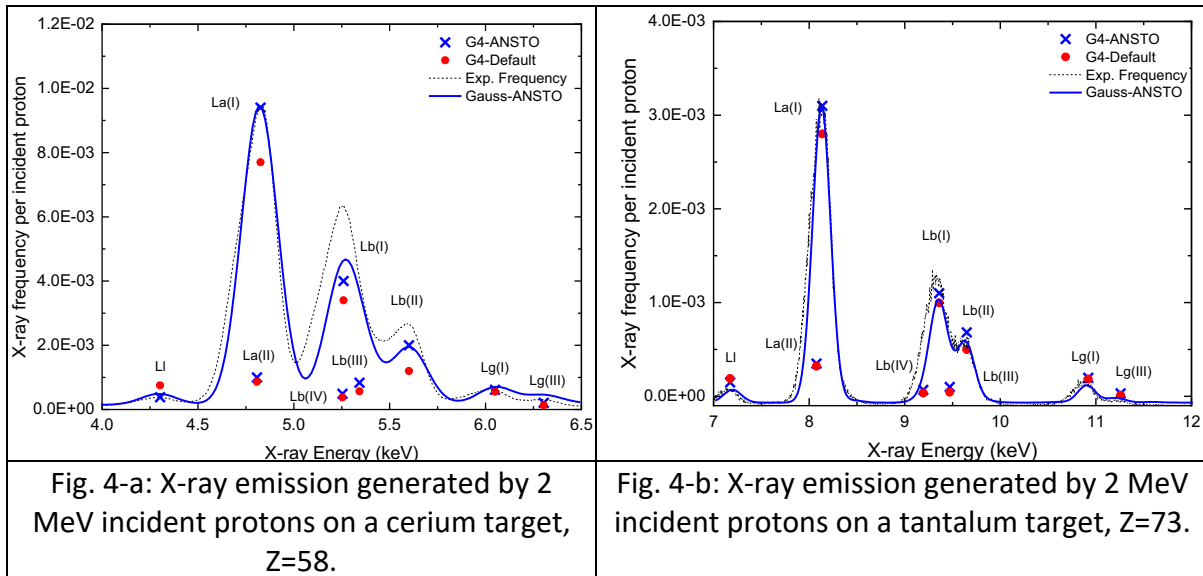 1.2E-02
1.0E-02
8.0E-03
6.0E-03
4.0E-03
2.0E-03
0.0E+00
X-ray frequency per incident proton
G4-ANSTO
G4-Default
Exp. Frequency
Gauss-ANSTO
La(I)
Lb(I)
Lb(II)
La(II)
Lb(III)
Ll
Lb(IV)
Lg(I)
Lg(III)
4.0 4.5 5.0 5.5 6.0 6.5
X-ray Energy (keV)
Fig. 4-a: X-ray emission generated by 2
MeV incident protons on a cerium target,
Z=58.
4.0E-03
3.0E-03
2.0E-03
1.0E-03
0.0E+00
X-ray frequency per incident proton
G4-ANSTO
G4-Default
Exp. Frequency
Gauss-ANSTO
La(I)
Lb(I)
Lb(II)
La(II)
Lb(IV)
Lb(III)
Ll
Lg(I)
Lg(III)
7 8 9 10 11 12
X-ray Energy (keV)
Fig. 4-b: X-ray emission generated by 2 MeV
incident protons on a tantalum target, Z=73.